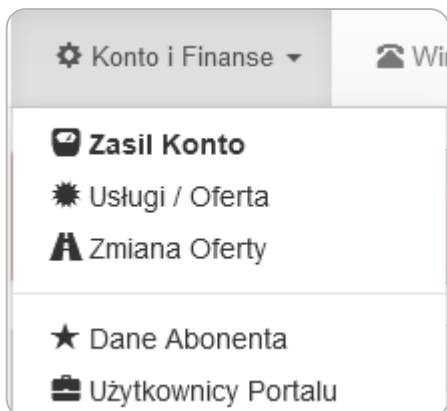 Konto i Finanse
Zasil Konto
Usługi / Oferta
Zmiana Oferty
Dane Abonenta
Użytkownicy Portalu